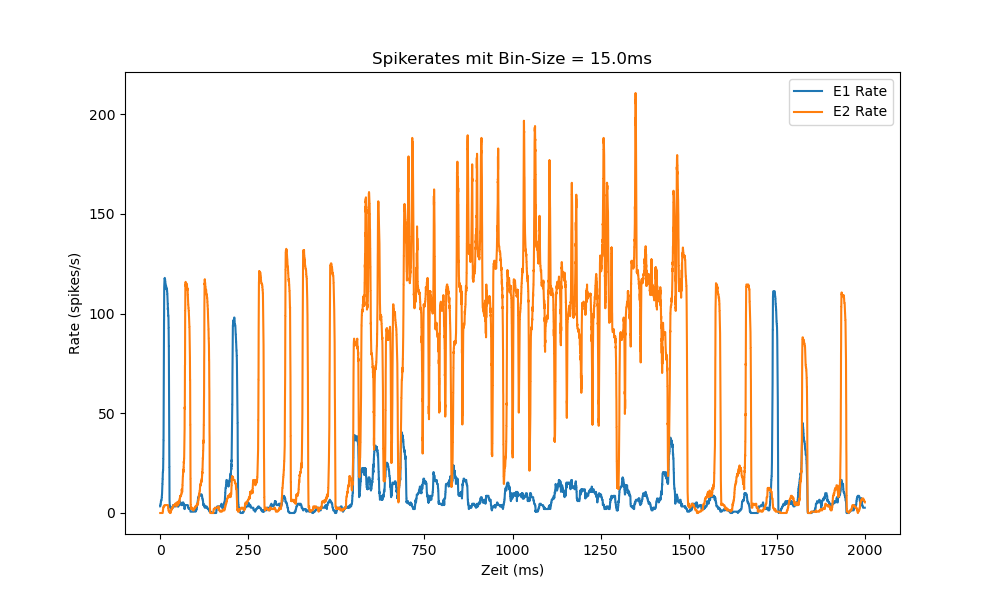 Spikerates mit Bin-Size = 15.0ms
E1 Rate
E2 Rate
Rate (spikes/s)
200
150
100
50
0
0 250 500 750 1000 1250 1500 1750 2000
Zeit (ms)